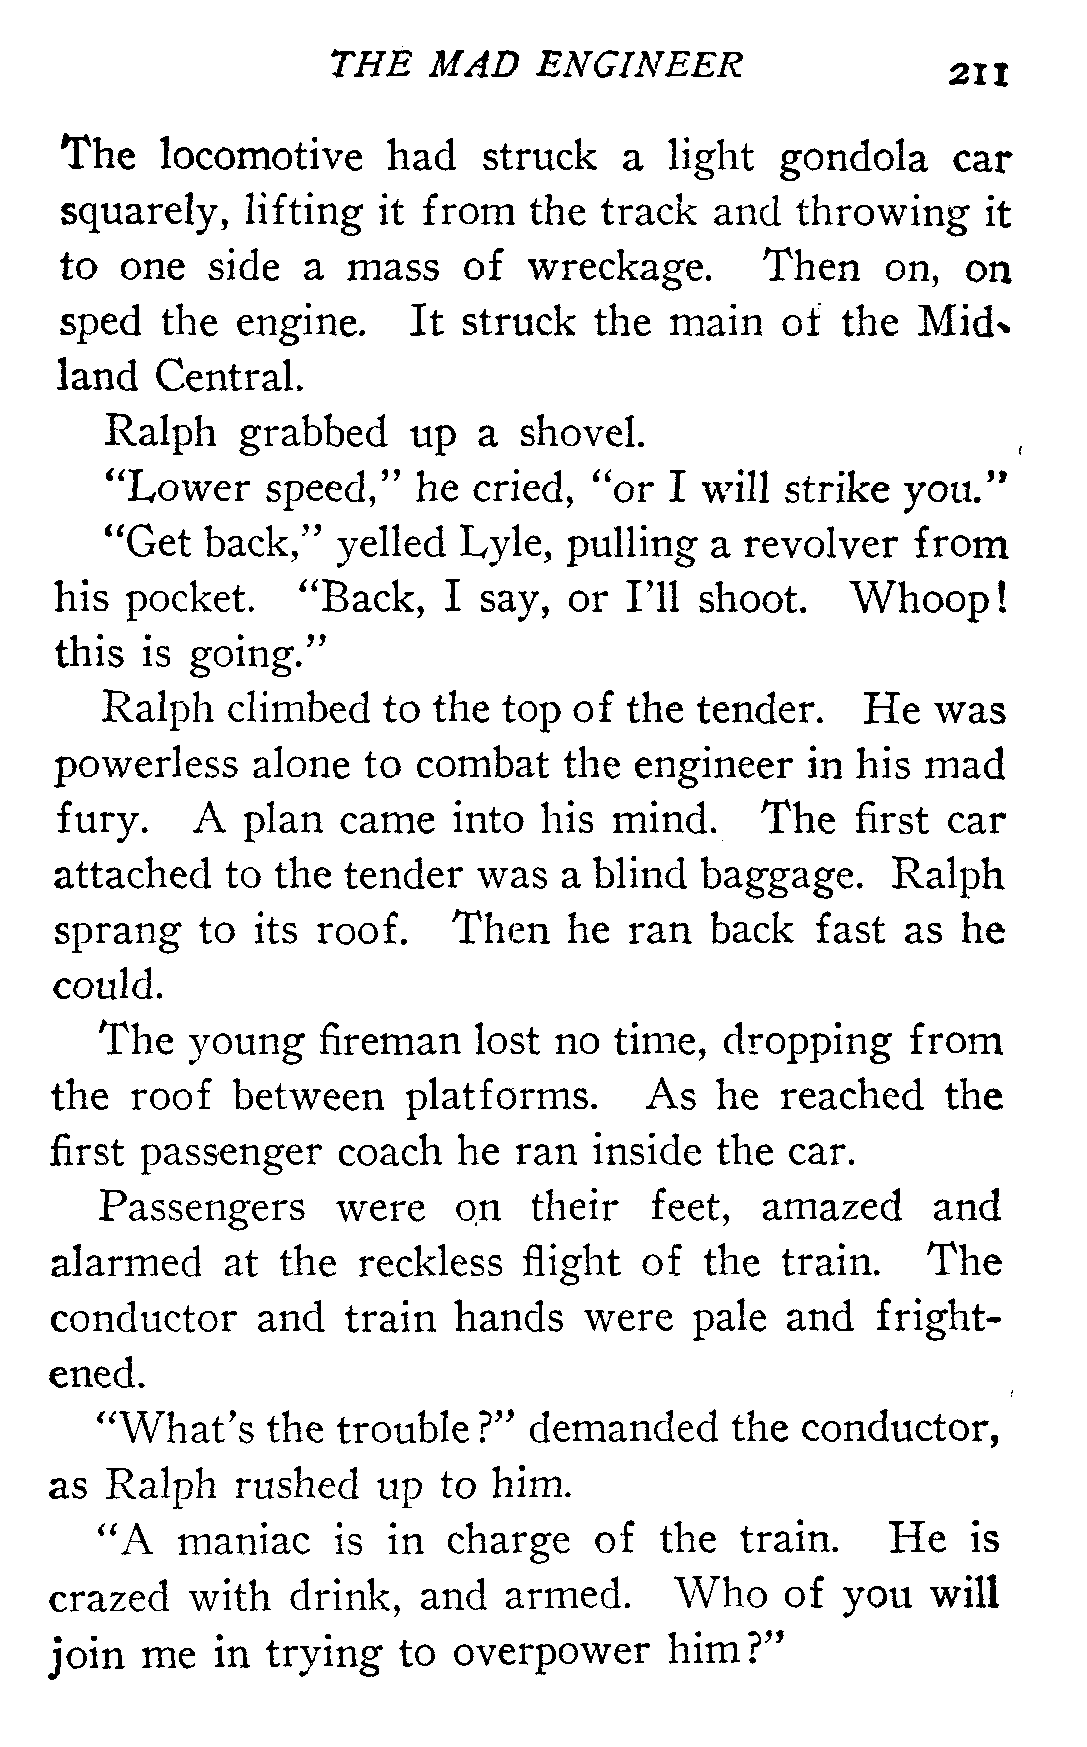 THE MAD ENGINEER 211
The locomotive had struck a light gondola car
squarely, lifting it from the track and throwing it
to one side a mass of wreckage. Then on, on
sped the engine. It struck the main of the Mid-
land Central.
Ralph grabbed up a shovel.
"Lower speed," he cried, "or I will strike you."
"Get back," yelled Lyle, pulling a revolver from
his pocket. "Back, I say, or I'll shoot. Whoop!
this is going."
Ralph climbed to the top of the tender. He was
powerless alone to combat the engineer in his mad
fury. A plan came into his mind. The first car
attached to the tender was a blind baggage. Ralph
sprang to its roof. Then he ran back fast as he
could.
The young fireman lost no time, dropping from
the roof between platforms. As he reached the
first passenger coach he ran inside the car.
Passengers were on their feet, amazed and
alarmed at the reckless flight of the train. The
conductor and train hands were pale and fright-
ened.
"What's the trouble?" demanded the conductor,
as Ralph rushed up to him.
"A maniac is in charge of the train. He is
crazed with drink, and armed. Who of you will
join me in trying to overpower him?"